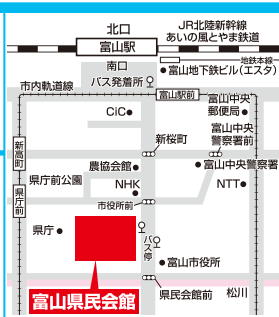 北口
JR北陸新幹線
あいの風とやま鉄道
富山駅
地鉄本線
南口
富山地下鉄ビル(エスタ)
市内軌道線
バス発着所
富山駅前
CiC
富山中央
郵便局
新桜町
富山中央
警察署前
新富町
農協会館
富山中央警察署
県庁前公園
NHK
NTT
県庁前
市役所前
県庁
バス停
富山市役所
富山県民会館
県民会館前
松川